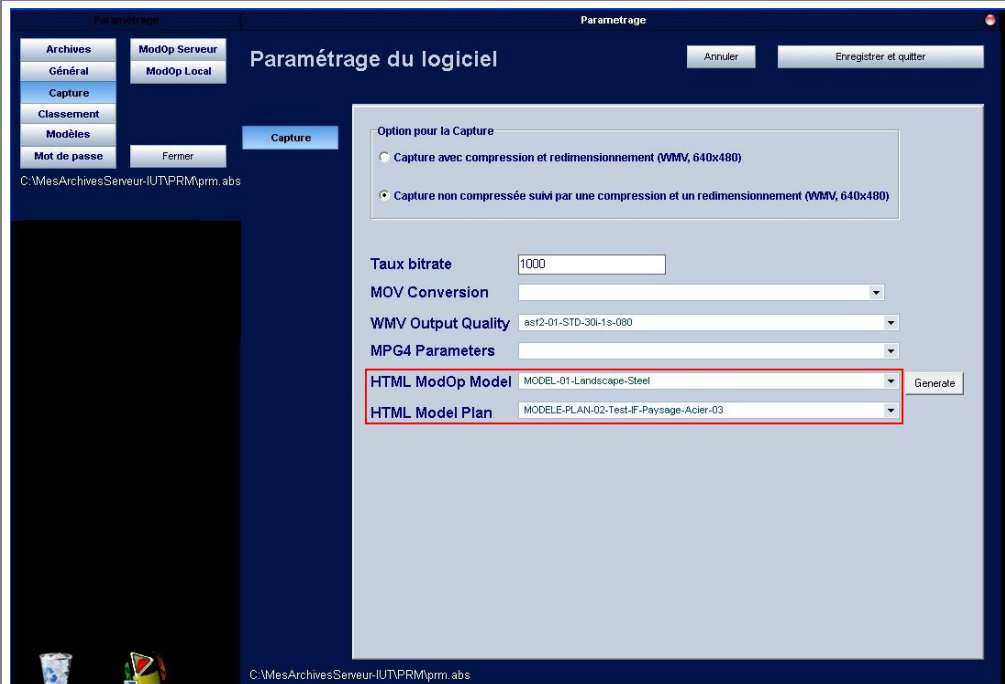 Paramétrage
Parametrage
Archives
ModOp Serveur
Général
ModOp Local
Capture
Classement
Modèles
Mot de passe
Fermer
C:\MesArchivesServeur-IUT\PRM\prm.abs
Paramétrage du logiciel
Annuler
Enregistrer et quitter
Capture
Option pour la Capture
Capture avec compression et redimensionnement (WMV, 640x480)
Capture non compressée suivi par une compression et un redimensionnement (WMV, 640x480)
Taux bitrate
1000
MOV Conversion
WMV Output Quality
asf2-01-STD-30i-1s-080
MPG4 Parameters
HTML ModOp Model
MODEL-01-Landscape-Steel
Generate
HTML Model Plan
MODELE-PLAN-02-Test-IF-Paysage-Acier-03
C:\MesArchivesServeur-IUT\PRM\prm.abs